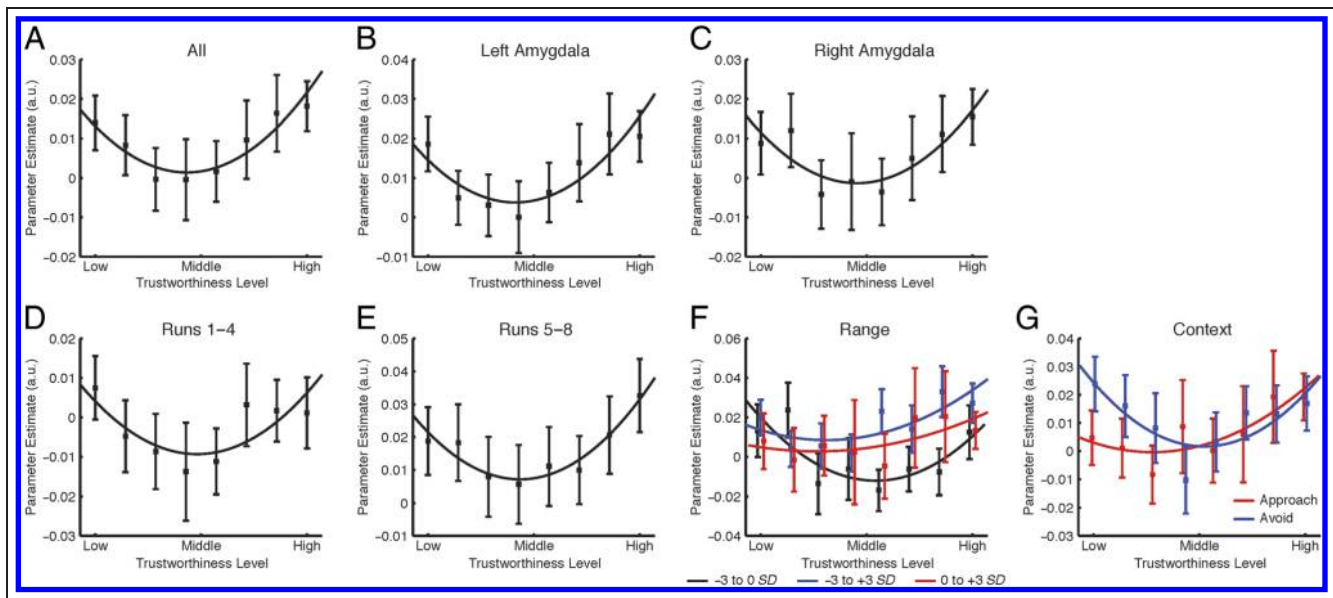 A
All
Parameter Estimate (a.u.)
0.03
0.02
0.01
0
−0.01
−0.02
Low
Middle
High
Trustworthiness Level
B
Left Amygdala
Parameter Estimate (a.u.)
0.04
0.03
0.02
0.01
0
−0.01
Low
Middle
High
Trustworthiness Level
C
Right Amygdala
Parameter Estimate (a.u.)
0.03
0.02
0.01
0
−0.01
−0.02
Low
Middle
High
Trustworthiness Level
D
Runs 1–4
Parameter Estimate (a.u.)
0.02
0.01
0
−0.01
−0.02
−0.03
Low
Middle
High
Trustworthiness Level
E
Runs 5–8
Parameter Estimate (a.u.)
0.05
0.04
0.03
0.02
0.01
0
−0.01
Low
Middle
High
Trustworthiness Level
F
Range
Parameter Estimate (a.u.)
0.06
0.04
0.02
0
−0.02
−0.04
Low
Middle
High
Trustworthiness Level
−3 to 0 SD
−3 to +3 SD
0 to +3 SD
G
Context
Parameter Estimate (a.u.)
0.04
0.03
0.02
0.01
0
−0.01
−0.02
−0.03
Approach
Avoid
Low
Middle
High
Trustworthiness Level